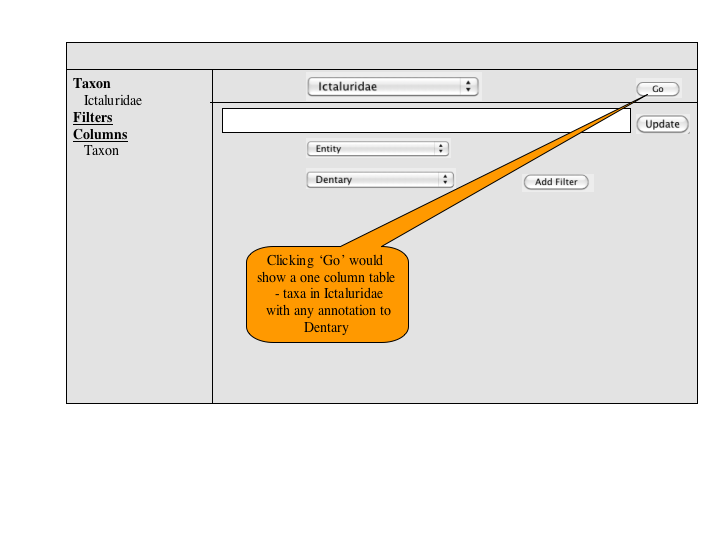 Taxon
Ictaluridae
Filters
Columns
Taxon
Ictaluridae
Go
Update
Entity
Dentary
Add Filter
Clicking ‘Go’ would
show a one column table
- taxa in Ictaluridae
with any annotation to
Dentary